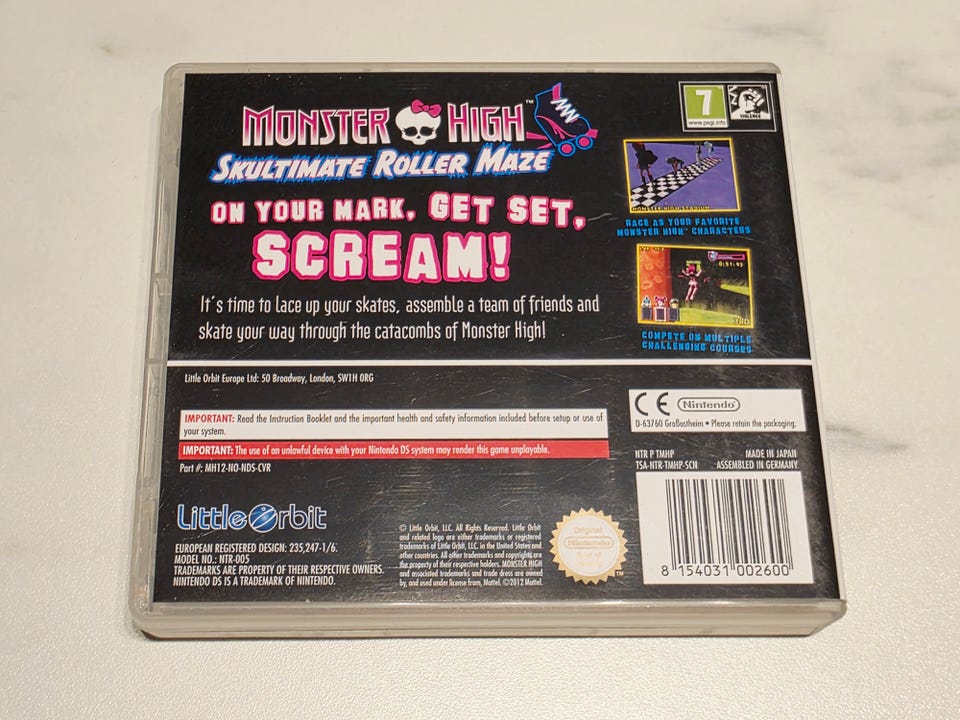 MONSTER HIGH™
SKULTIMATE ROLLER MAZE
7
www.pegi.info
VIOLENCE
ON YOUR MARK, GET SET,
SCREAM!
It's time to lace up your skates, assemble a team of friends and
skate your way through the catacombs of Monster High!
RACE AS YOUR FAVORITE
MONSTER HIGH™ CHARACTERS
0:51:43
3RD
COMPETE ON MULTIPLE
CHALLENGING COURSES
Little Orbit Europe Ltd: 50 Broadway, London, SW1H 0RG
IMPORTANT: Read the Instruction Booklet and the important health and safety information included before setup or use of
your system.
IMPORTANT: The use of an unlawful device with your Nintendo DS system may render this game unplayable.
Part #: MH12-NO-NDS-CVR
CE Nintendo
D-63760 Großostheim • Please retain the packaging.
NTR P TMHP MADE IN JAPAN
TSA-NTR-TMHP-SCN ASSEMBLED IN GERMANY
Little Orbit
EUROPEAN REGISTERED DESIGN: 235,247-1/6.
MODEL NO.: NTR-005
TRADEMARKS ARE PROPERTY OF THEIR RESPECTIVE OWNERS.
NINTENDO DS IS A TRADEMARK OF NINTENDO.
© Little Orbit, LLC. All Rights Reserved. Little Orbit
and related logo are either trademarks or registered
trademarks of Little Orbit, LLC. in the United States and
other countries. All other trademarks and copyrights are
the property of their respective holders. MONSTER HIGH
and associated trademarks and trade dress are owned
by, and used under license from, Mattel. ©2012 Mattel.
Original
Nintendo
™
8 154031 002600